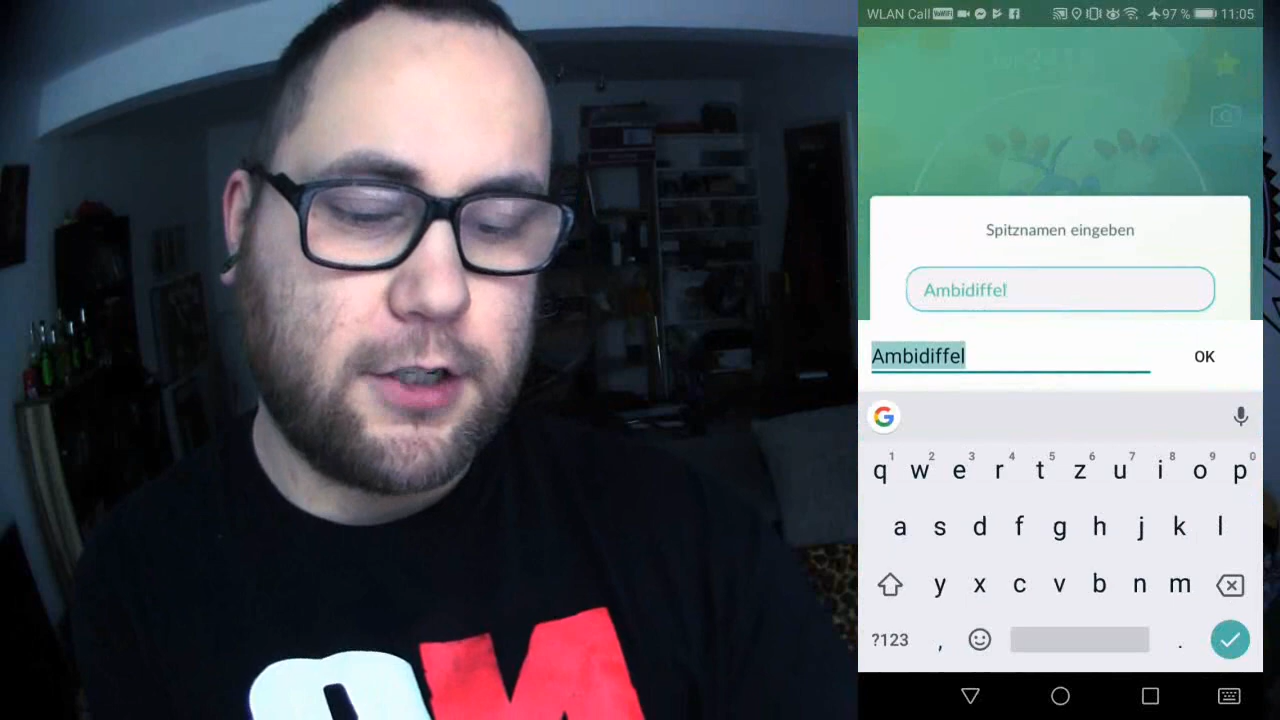 WLAN Call VoWiFi 97 % 11:05
Spitznamen eingeben
Ambidiffel
Ambidiffel OK
G
1 2 3 4 5 6 7 8 9 0
q w e r t z u i o p
a s d f g h j k l
y x c v b n m
?123 , .